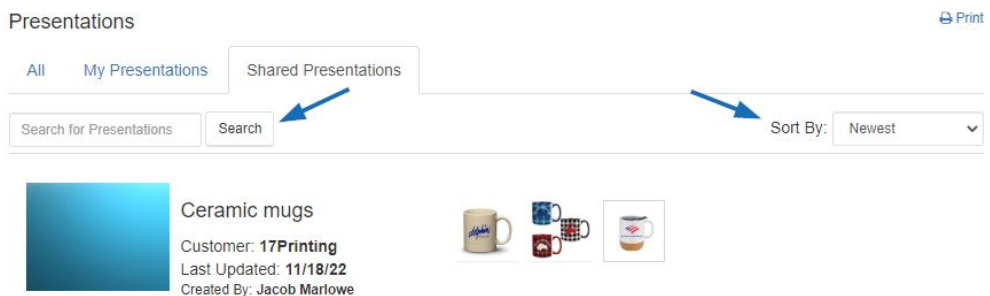 Presentations
Print
All My Presentations Shared Presentations
Search for Presentations Search Sort By: Newest
Ceramic mugs
Customer: 17Printing
Last Updated: 11/18/22
Created By: Jacob Marlowe